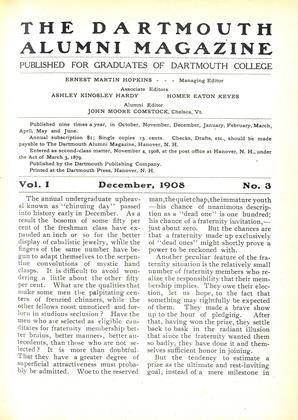 THE DARTMOUTH
ALUMNI MAGAZINE
PUBLISHED FOR GRADUATES OF DARTMOUTH COLLEGE
ERNEST MARTIN HOPKINS - - - Managing Editor
Associate Editors
ASHLEY KINGSLEY HARDY HOMER EATON KEYES
Alumni Editor
JOHN MOORE COMSTOCK, Chelsea, Vt.
Published nine times a year, in October, November, December, January, February, March,
April, May and June.
Annual subscription $1; Single copies 15 cents. Checks, Drafts, etc., should be made
payable to The Dartmouth Alumni Magazine, Hanover, N. H.
Entered as second-class matter, November 2, 1908, at the post office at Hanover, N. H., under
the Act of March 3, 1879.
Published by the Dartmouth Publishing Company.
Printed at the Dartmouth Press, Hanover, N. H.
Vol. I December, 1908 No. 3
The annual undergraduate upheav-
al known as "chinning day" passed
into history early in December. As a
result the bosoms of some fifty per
cent of the freshman class have ex-
panded an inch or so for the better
display of cabolistic jewelry, while the
fingers of the same number have be-
gun to adapt themselves to the serpen-
tine convolutions of mystic hand
clasps. It is difficult to avoid won-
dering a little about the other fifty
per cent. What are the qualities that
make some men the palpitating cent-
ers of frenzied chinners, while the
other fellows roost unnoticed and for-
lorn in studious seclusion? Have the
men who are selected as eligible can-
ditates for fraternity membership bet-
ter brains, better manners, better an-
tecedents, than those who are not se-
lected? It is more than doubtful.
That they have a greater degree of
superficial attractiveness must proba-
bly be admitted. Woe to the reserved
man, the quiet chap, the immature youth
—his chance of unanimous descrip-
tion as a "dead one" is one hundred;
his chance of a fraternity invitation,—
just about zero. But the chances are
that a fraternity made up exclusively
of "dead ones" might shortly prove a
power to be reckoned with.
Another peculiar feature of the fra-
ternity situation is the relatively small
number of fraternity members who re-
alize the responsibility that their mem-
bership implies. They owe their elec-
tion, let us hope, to the fact that
something may rightfully be expected
of them. They made a brave show
up to the hour of pledging. After
that, having won the prize, they settle
back to bask in the radiant illusion
that since the fraternity wanted them
so badly, they have done it and them-
selves sufficient honor in joining.
But the tendency to estimate a
prize as the ultimate and rest-inviting
goal, instead of a mere milestone in